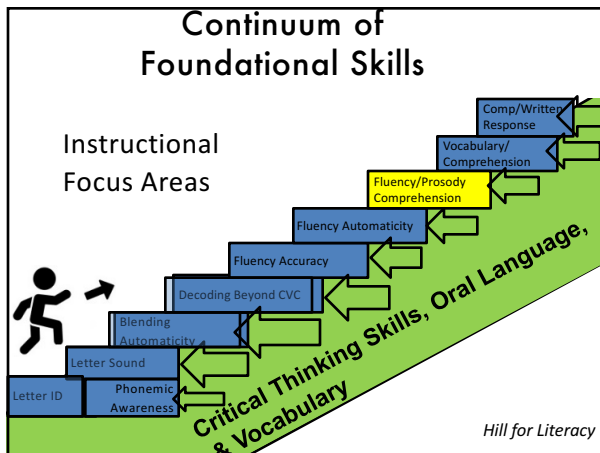 Continuum
of
Foundational Skills
Instructional
Focus Areas
Comp/Written
Response
Vocabulary/
Comprehension
Fluency/Prosody
Comprehension
Fluency Automaticity
Fluency Accuracy
Decoding Beyond CVC
Blending
Automaticity
Letter Sound
Letter ID
Phonemic
Awareness
Critical Thinking Skills, Oral Language,
& Vocabulary
Hill for Literacy